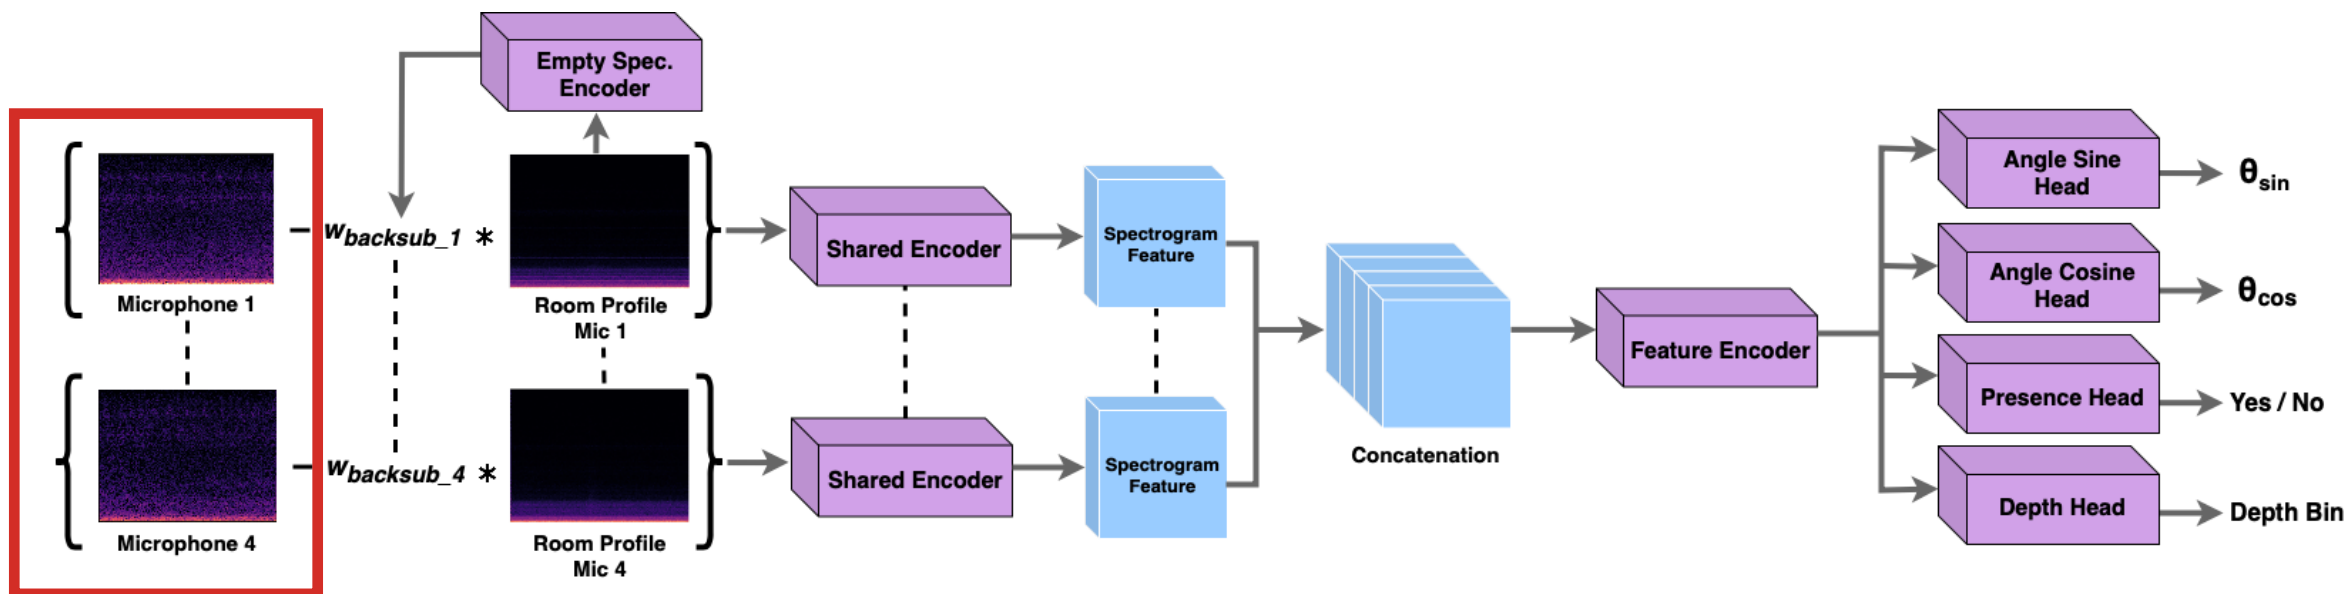 Empty Spec.
Encoder
Microphone 1
w_backsub_1 *
Room Profile
Mic 1
Shared Encoder
Spectrogram
Feature
Microphone 4
w_backsub_4 *
Room Profile
Mic 4
Shared Encoder
Spectrogram
Feature
Concatenation
Feature Encoder
Angle Sine
Head
θsin
Angle Cosine
Head
θcos
Presence Head
Yes / No
Depth Head
Depth Bin